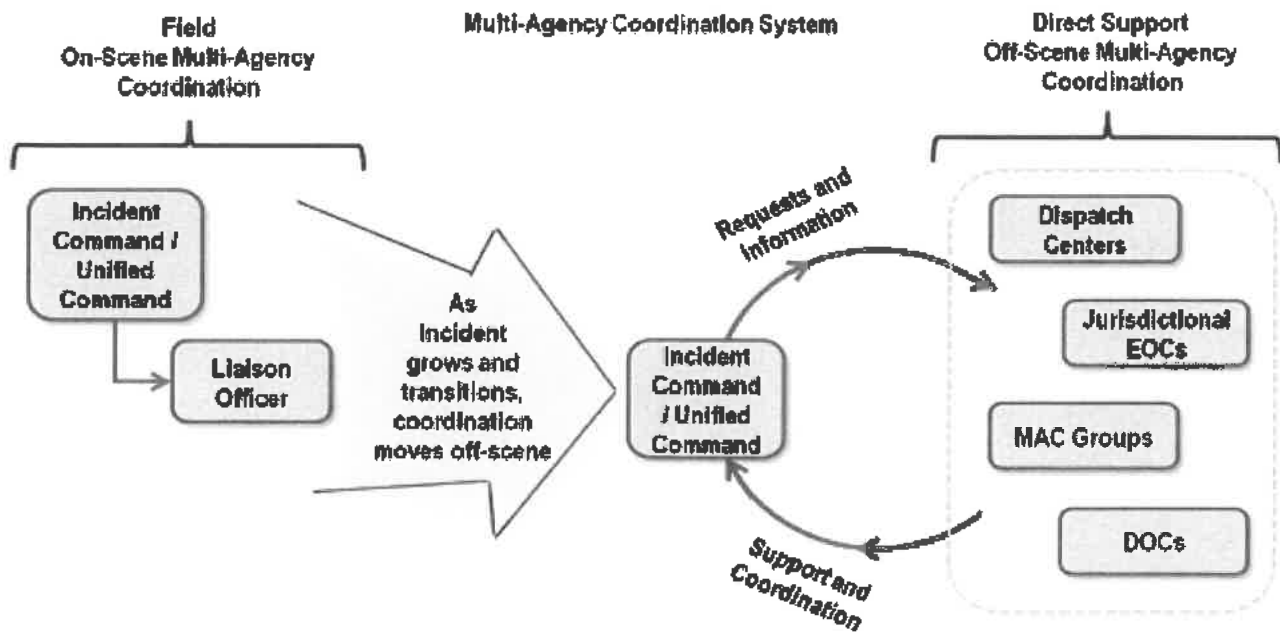 Field
On-Scene Multi-Agency
Coordination
Multi-Agency Coordination System
Direct Support
Off-Scene Multi-Agency
Coordination
Incident
Command /
Unified
Command
Liaison
Officer
As
Incident
grows and
transitions,
coordination
moves off-scene
Incident
Command
/ Unified
Command
Requests and
Information
Support and
Coordination
Dispatch
Centers
Jurisdictional
EOCs
MAC Groups
DOCs